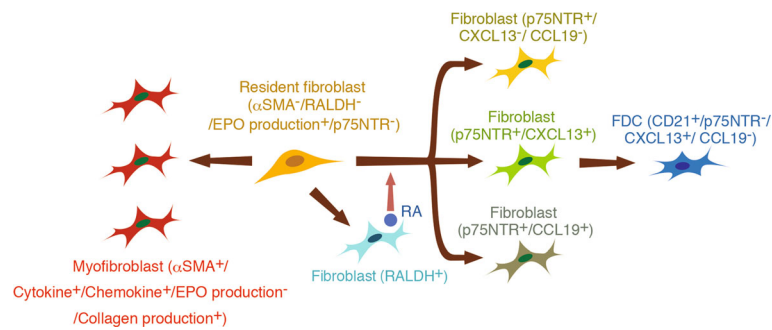 Fibroblast (p75NTR⁺/
CXCL13⁻/ CCL19⁻)
Resident fibroblast
(αSMA⁻/RALDH⁻
/EPO production⁺/p75NTR⁻)
Fibroblast
(p75NTR⁺/CXCL13⁺)
FDC (CD21⁺/p75NTR⁻/
CXCL13⁺/ CCL19⁻)
RA
Fibroblast
(p75NTR⁺/CCL19⁺)
Fibroblast (RALDH⁺)
Myofibroblast (αSMA⁺/
Cytokine⁺/Chemokine⁺/EPO production⁻
/Collagen production⁺)